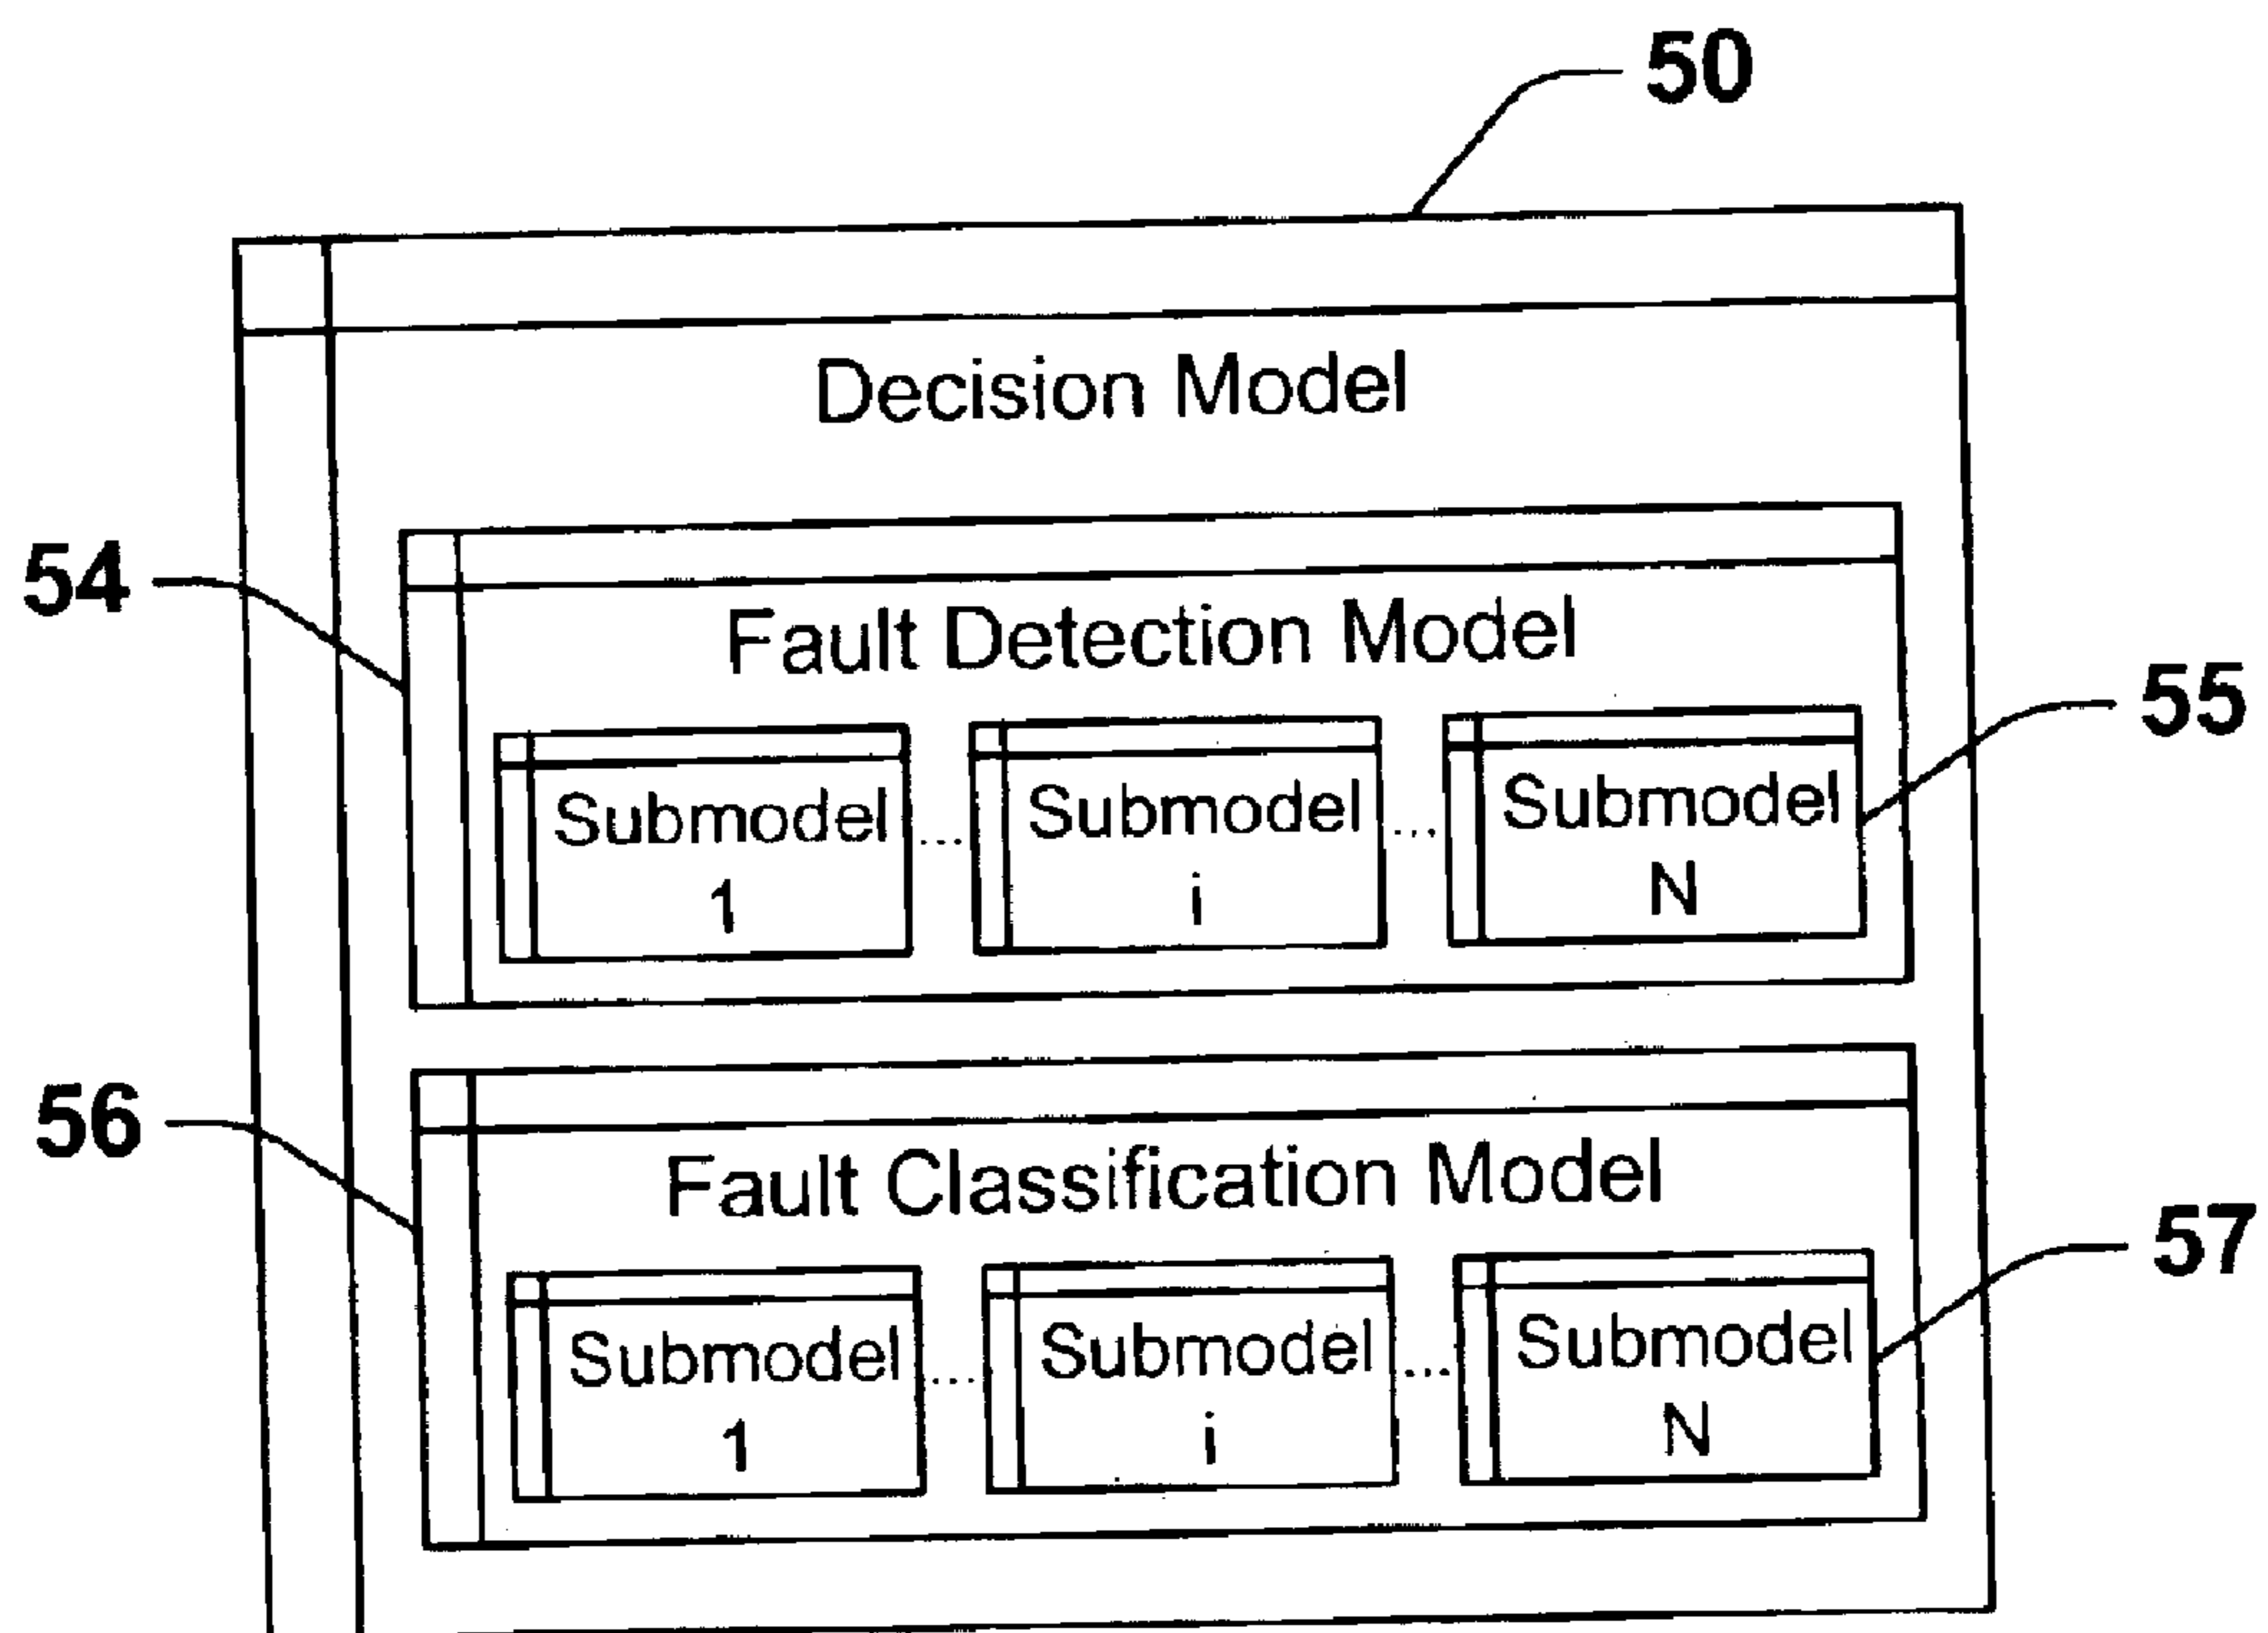 50
Decision Model
54
Fault Detection Model
55
Submodel ... Submodel ... Submodel
1 i N
56
Fault Classification Model
57
Submodel ... Submodel ... Submodel
1 i N